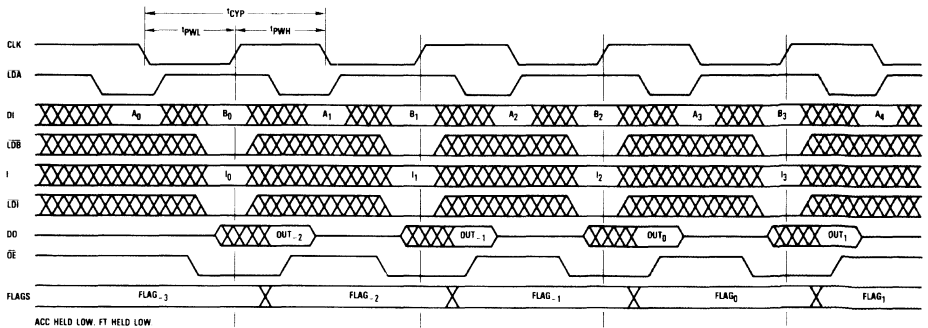 tCYP
tPWL tPWH
CLK
LDA
DI A0 B0 A1 B1 A2 B2 A3 B3 A4
LDB
I I0 I1 I2 I3
LDI
DO OUT-2 OUT-1 OUT0 OUT1
OE
FLAGS FLAG-3 FLAG-2 FLAG-1 FLAG0 FLAG1
ACC HELD LOW. FT HELD LOW